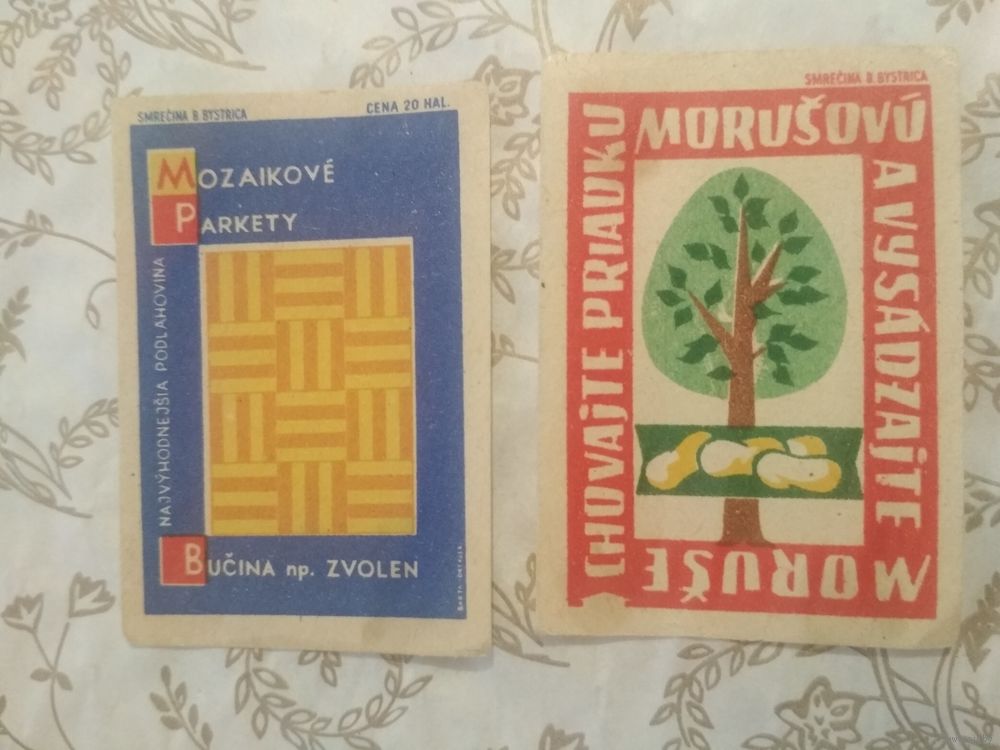 SMREČINA B. BYSTRICA
CENA 20 HAL.
MOZAIKOVÉ
PARKETY
NAJVÝHODNEJŠIA PODLAHOVINA
BUČINA np. ZVOLEN
SMREČINA B. BYSTRICA
CHOVAJTE PRIADKU
MORUŠOVÚ
A VYSÁDZAJTE
MORUŠE